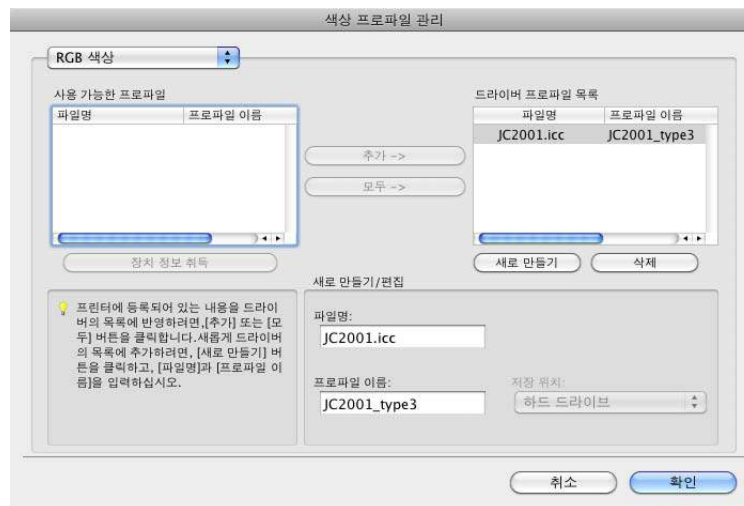 색상 프로파일 관리
RGB 색상
사용 가능한 프로파일
파일명 프로파일 이름
추가 ->
모두 ->
장치 정보 취득
드라이버 프로파일 목록
파일명 프로파일 이름
JC2001.icc JC2001_type3
새로 만들기 삭제
프린터에 등록되어 있는 내용을 드라이
버의 목록에 반영하려면,[추가] 또는 [모
두] 버튼을 클릭합니다.새롭게 드라이버
의 목록에 추가하려면, [새로 만들기] 버
튼을 클릭하고, [파일명]과 [프로파일 이
름]을 입력하십시오.
새로 만들기/편집
파일명:
JC2001.icc
프로파일 이름:
JC2001_type3
저장 위치:
하드 드라이브
취소 확인